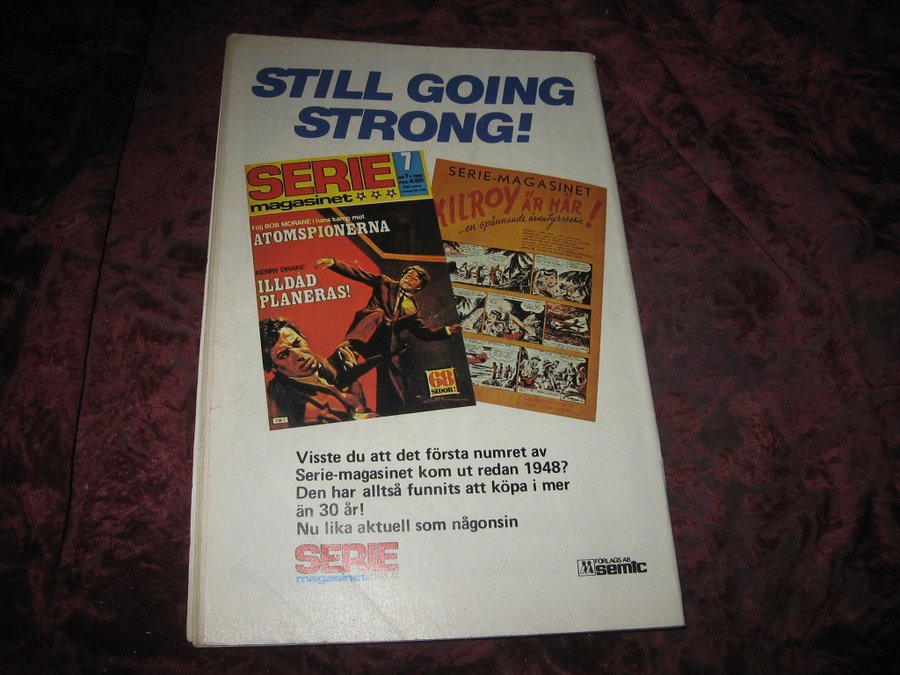 STILL GOING
STRONG!
SERIE
magasinet
7
4:50
Följ BOB MORANE i hans kamp mot
ATOMSPIONERNA
KERRY DRAKE:
ILLDÅD
PLANERAS!
68
SIDOR!
SERIE-MAGASINET
KILROY ÄR HÄR!
-en spännande äventyrsserie!
Visste du att det första numret av
Serie-magasinet kom ut redan 1948?
Den har alltså funnits att köpa i mer
än 30 år!
Nu lika aktuell som någonsin
SERIE
magasinet
FÖRLAGS AB
semic